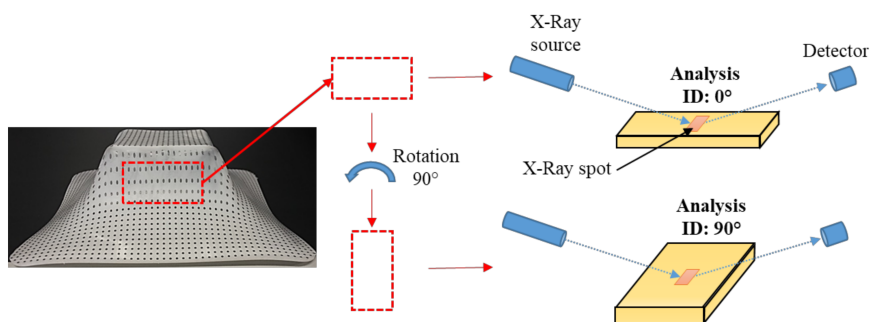 X-Ray
source
Analysis
ID: 0°
Detector
X-Ray spot
Rotation
90°
Analysis
ID: 90°